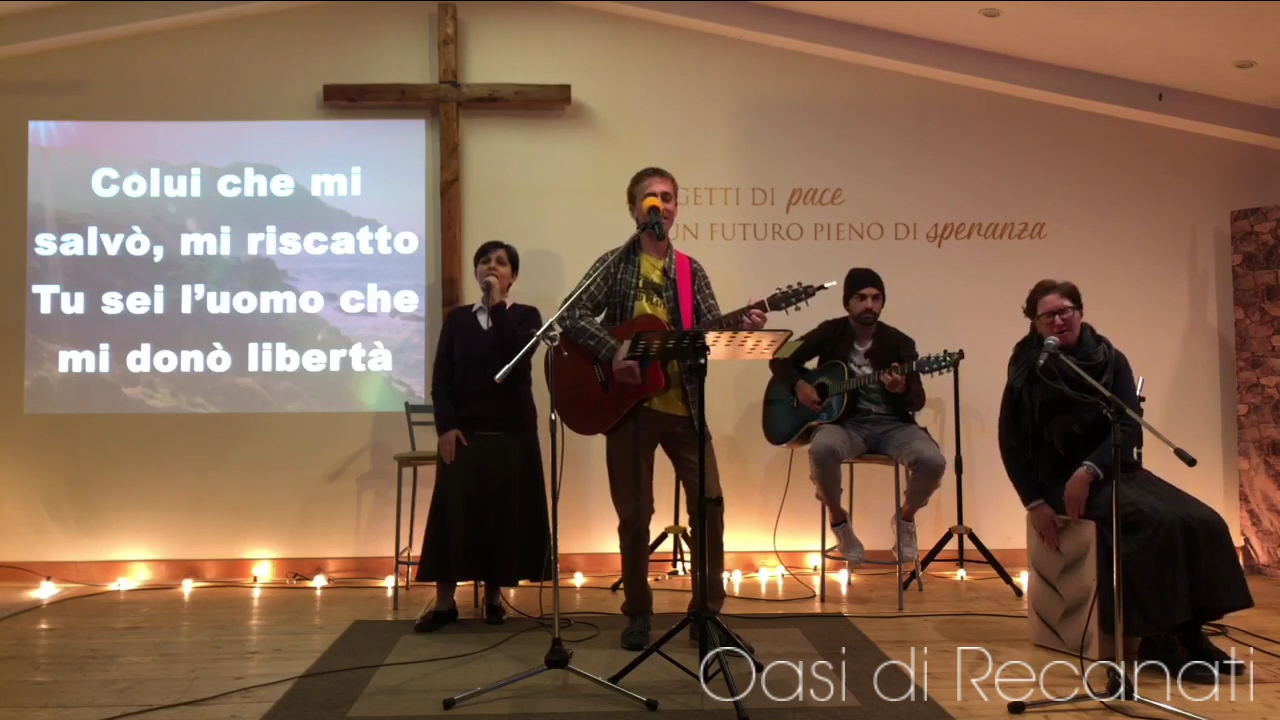 Colui che mi
salvò, mi riscatto
Tu sei l’uomo che
mi donò libertà
GETTI DI pace
UN FUTURO PIENO DI speranza
Oasi di Recanati